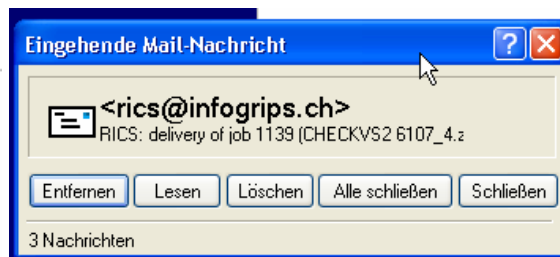 Eingehende Mail-Nachricht
<rics@infogrips.ch>
RICS: delivery of job 1139 (CHECKVS2 6107_4.z
Entfernen Lesen Löschen Alle schließen Schließen
3 Nachrichten